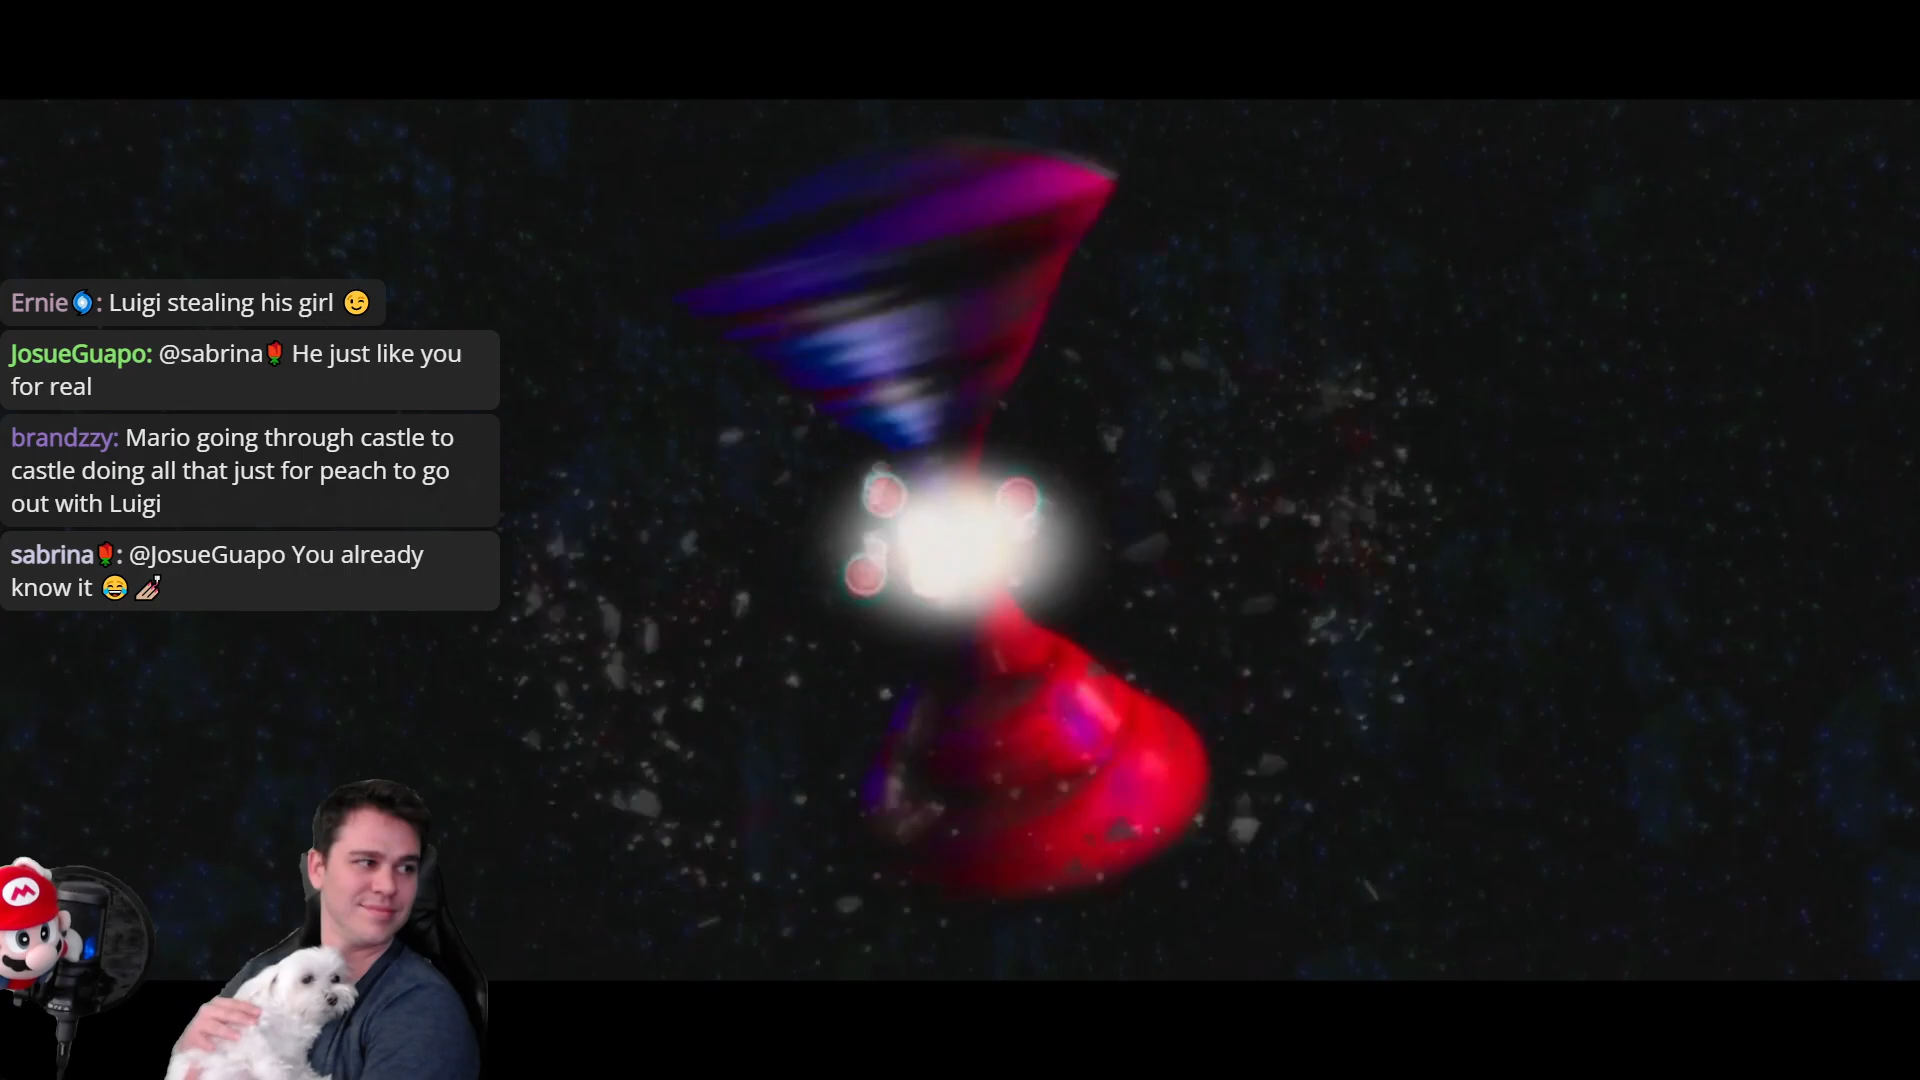 Ernie🌀: Luigi stealing his girl 😉
JosueGuapo: @sabrina🌹 He just like you
for real
brandzzy: Mario going through castle to
castle doing all that just for peach to go
out with Luigi
sabrina🌹: @JosueGuapo You already
know it 😂 💅🏼
M